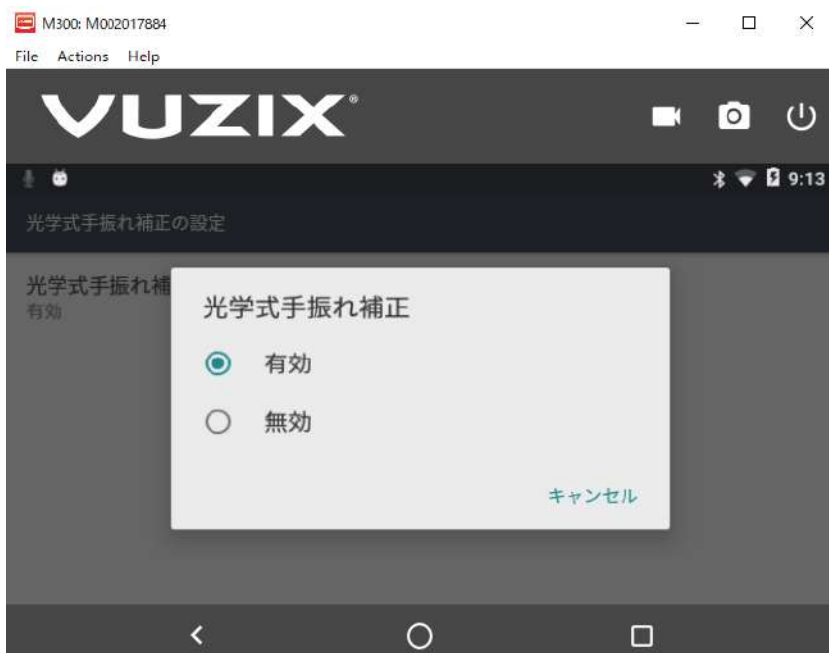 M300: M002017884
File Actions Help
VUZIX®
9:13
光学式手振れ補正の設定
光学式手振れ補
有効
光学式手振れ補正
有効
無効
キャンセル